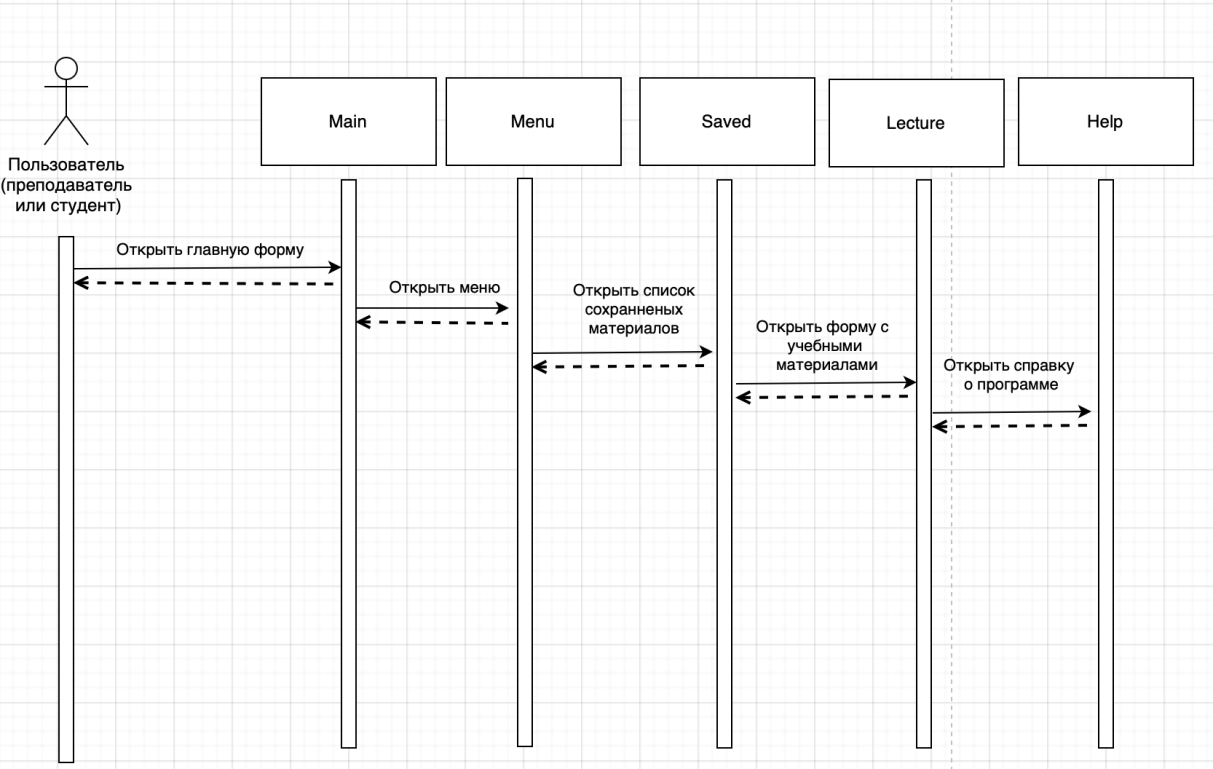 Main
Menu
Saved
Lecture
Help
Пользователь
(преподаватель
или студент)
Открыть главную форму
Открыть меню
Открыть список
сохранненых
материалов
Открыть форму с
учебными
материалами
Открыть справку
о программе